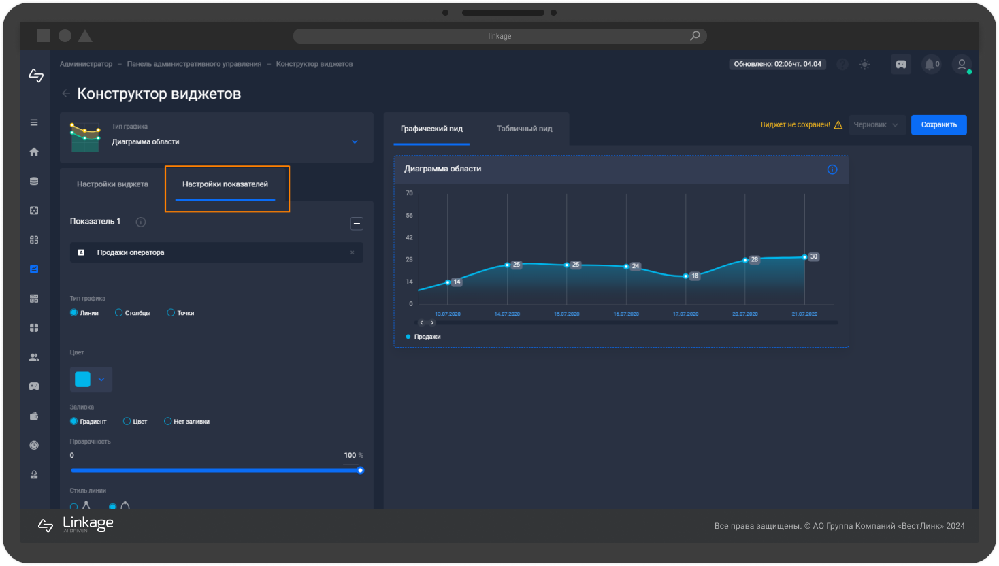 linkage
Администратор – Панель административного управления – Конструктор виджетов
Обновлено: 02:06чт. 04.04
0
Конструктор виджетов
Тип графика
Диаграмма области
Графический вид
Табличный вид
Виджет не сохранен!
Черновик
Сохранить
Настройки виджета
Настройки показателей
Показатель 1
A Продажи оператора
Тип графика
Линии Столбцы Точки
Цвет
Заливка
Градиент Цвет Нет заливки
Прозрачность
0 100 %
Стиль линии
Диаграмма области
70
56
42
28
14
0
14 25 25 24 18 28 30
13.07.2020 14.07.2020 15.07.2020 16.07.2020 17.07.2020 20.07.2020 21.07.2020
Продажи
Linkage
AI DRIVEN
Все права защищены. © АО Группа Компаний «ВестЛинк» 2024